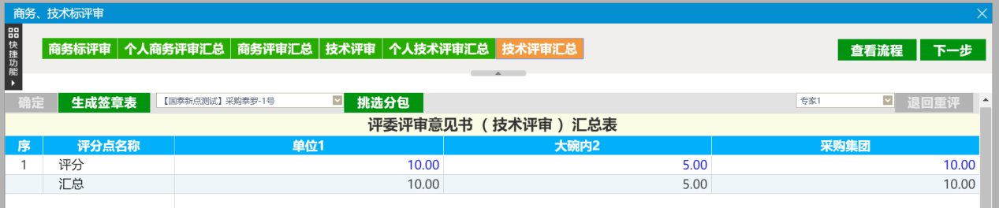 商务、技术标评审
快捷功能
商务标评审 个人商务评审汇总 商务评审汇总 技术评审 个人技术评审汇总 技术评审汇总 查看流程 下一步
确定 生成签章表 【国泰新点测试】采购泰罗-1号 挑选分包 专家1 退回重评
评委评审意见书（技术评审）汇总表
序 评分点名称 单位1 大碗内2 采购集团
1 评分 10.00 5.00 10.00
汇总 10.00 5.00 10.00